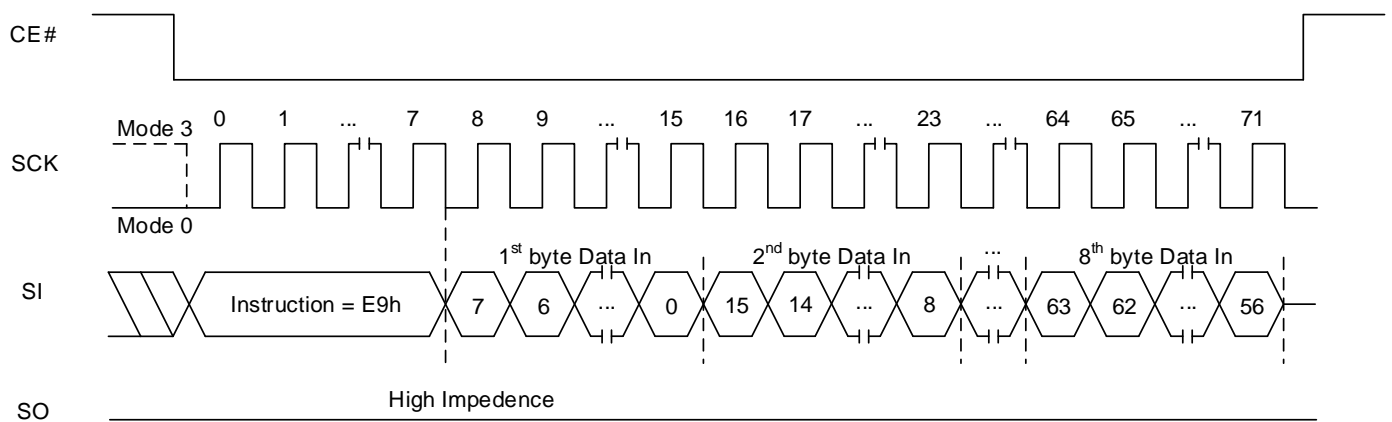 CE#
0 1 ... 7 8 9 ... 15 16 17 ... 23 ... 64 65 ... 71
Mode 3
SCK
Mode 0
1st byte Data In 2nd byte Data In ... 8th byte Data In
SI Instruction = E9h 7 6 ... 0 15 14 ... 8 ... 63 62 ... 56
High Impedence
SO